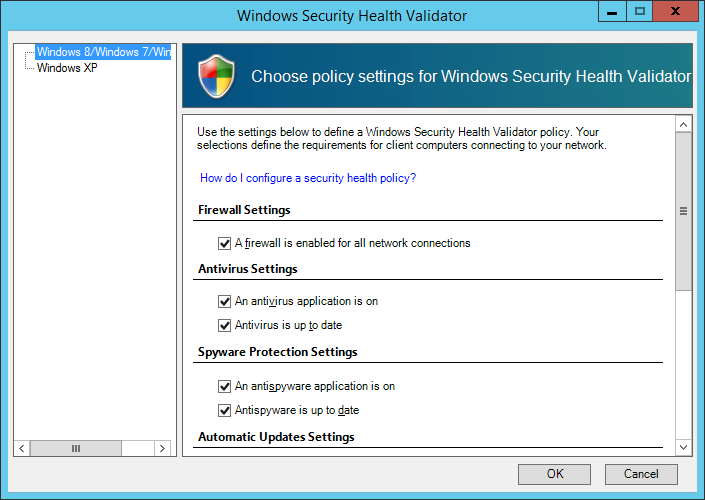 Windows Security Health Validator
Windows 8/Windows 7/Win
Windows XP
Choose policy settings for Windows Security Health Validator
Use the settings below to define a Windows Security Health Validator policy. Your
selections define the requirements for client computers connecting to your network.
How do I configure a security health policy?
Firewall Settings
A firewall is enabled for all network connections
Antivirus Settings
An antivirus application is on
Antivirus is up to date
Spyware Protection Settings
An antispyware application is on
Antispyware is up to date
Automatic Updates Settings
OK
Cancel